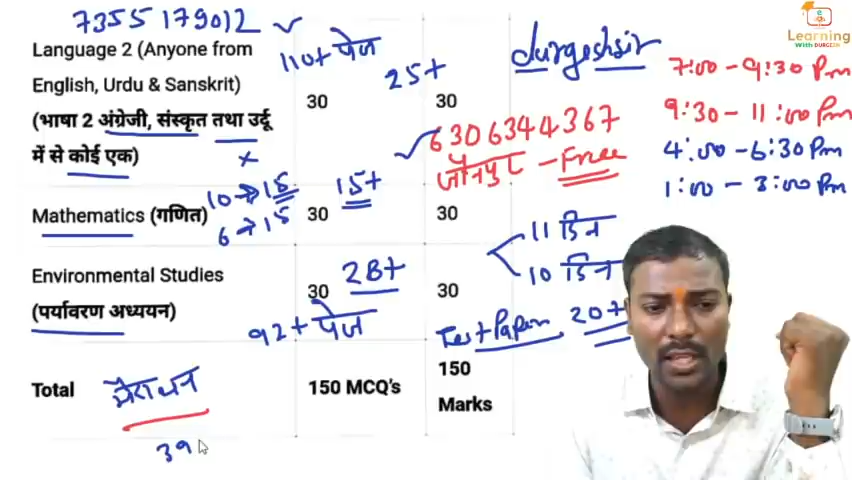 7355179012
Learning
With DURGESH
Language 2 (Anyone from
English, Urdu & Sanskrit)
(भाषा 2 अंग्रेजी, संस्कृत तथा उर्दू
में से कोई एक)
30
30
110+ पेज
25+
durgeshsir
7:00 - 9:30 Pm
9:30 - 11:00 Pm
4:00 - 6:30 Pm
1:00 - 3:00 Pm
6306344367
जौनपुर - Free
Mathematics (गणित)
30
30
10 → 15
6 → 15
15+
11 दिन
10 दिन
Environmental Studies
(पर्यावरण अध्ययन)
30
30
28+
92+ पेज
Test Paper 20+
Total
150 MCQ's
150
Marks
मैराथन
39